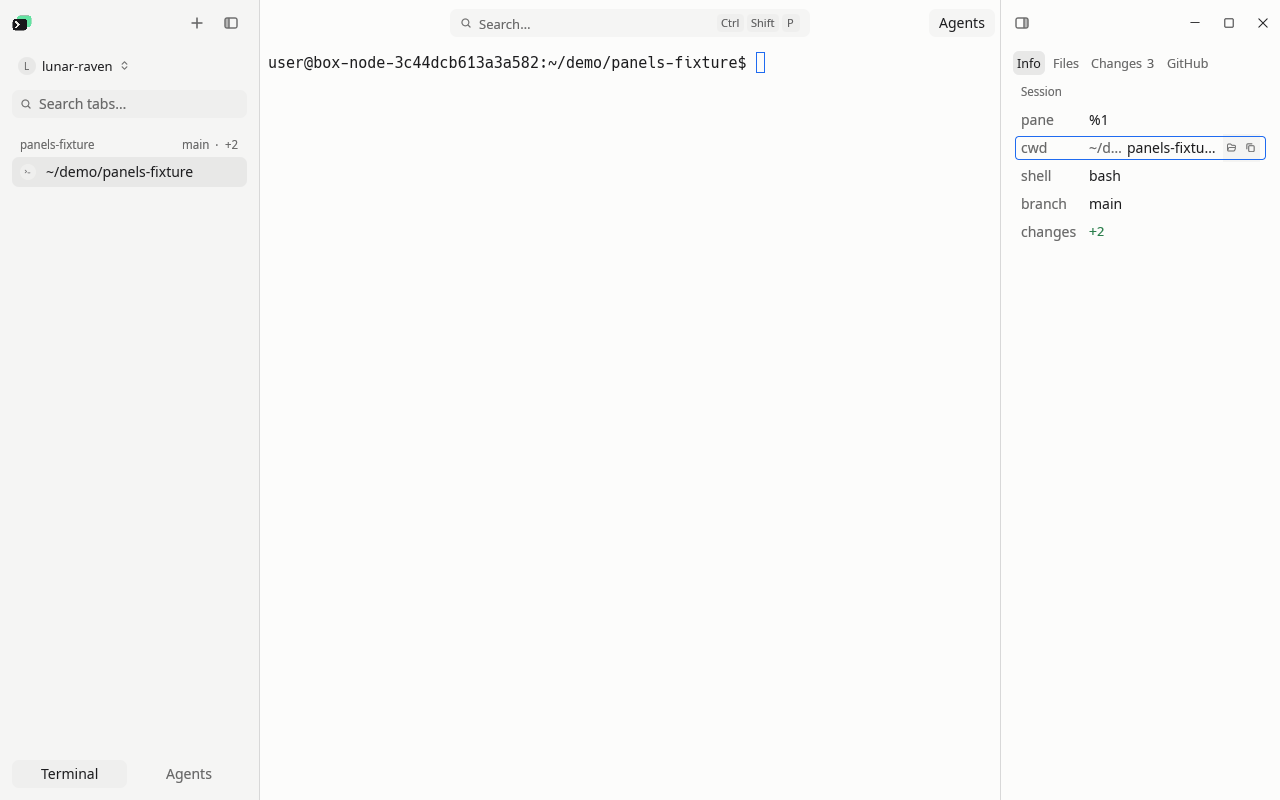 Search...
Ctrl Shift P
Agents
L lunar-raven
Search tabs...
panels-fixture main · +2
~/demo/panels-fixture
Terminal
Agents
user@box-node-3c44dcb613a3a582:~/demo/panels-fixture$
Info Files Changes 3 GitHub
Session
pane %1
cwd ~/d... panels-fixtu...
shell bash
branch main
changes +2